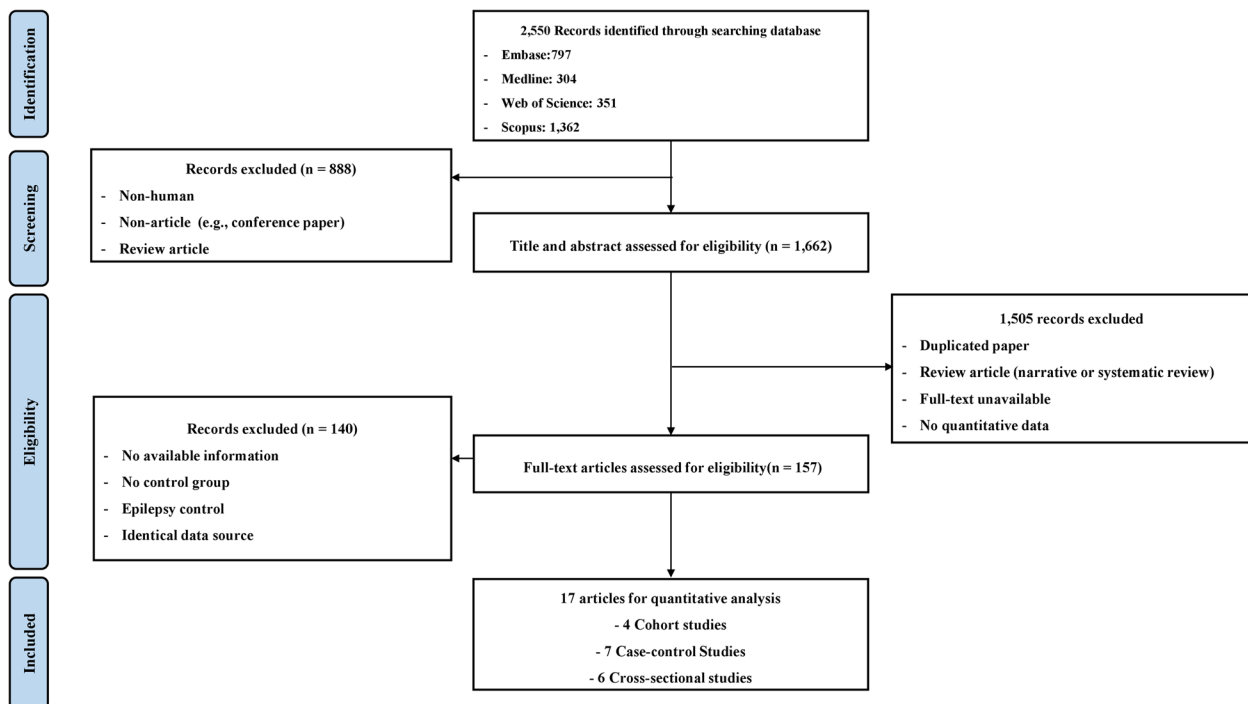 Identification
2,550 Records identified through searching database
- Embase:797
- Medline: 304
- Web of Science: 351
- Scopus: 1,362
Screening
Records excluded (n = 888)
- Non-human
- Non-article (e.g., conference paper)
- Review article
Title and abstract assessed for eligibility (n = 1,662)
Eligibility
1,505 records excluded
- Duplicated paper
- Review article (narrative or systematic review)
- Full-text unavailable
- No quantitative data
Records excluded (n = 140)
- No available information
- No control group
- Epilepsy control
- Identical data source
Full-text articles assessed for eligibility(n = 157)
Included
17 articles for quantitative analysis
- 4 Cohort studies
- 7 Case-control Studies
- 6 Cross-sectional studies